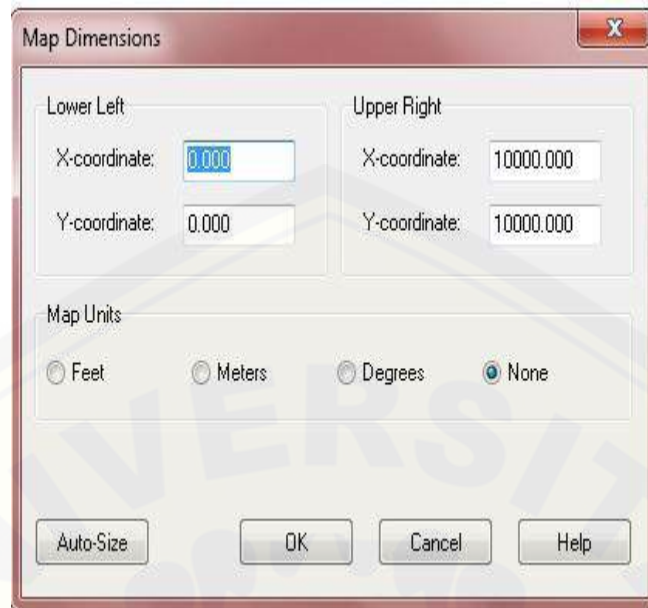 Map Dimensions
X
Lower Left
X-coordinate: 0.000
Y-coordinate: 0.000
Upper Right
X-coordinate: 10000.000
Y-coordinate: 10000.000
Map Units
Feet Meters Degrees None
Auto-Size OK Cancel Help
VERSIT